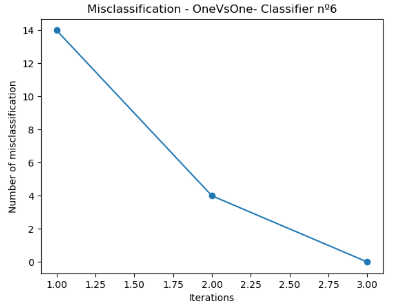 Misclassification - OneVsOne- Classifier nº6
14
12
10
8
6
4
2
0
Number of misclassification
1.00 1.25 1.50 1.75 2.00 2.25 2.50 2.75 3.00
Iterations